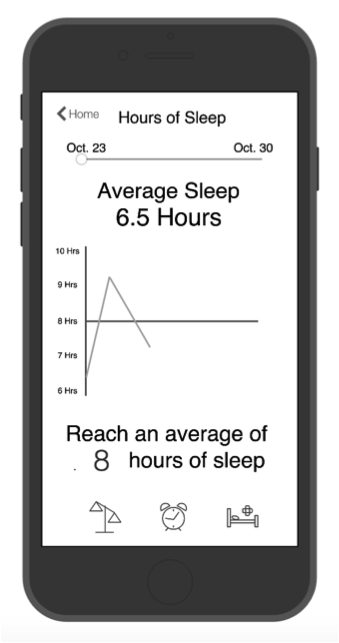 Home Hours of Sleep
Oct. 23 Oct. 30
Average Sleep
6.5 Hours
10 Hrs
9 Hrs
8 Hrs
7 Hrs
6 Hrs
Reach an average of
. 8 hours of sleep